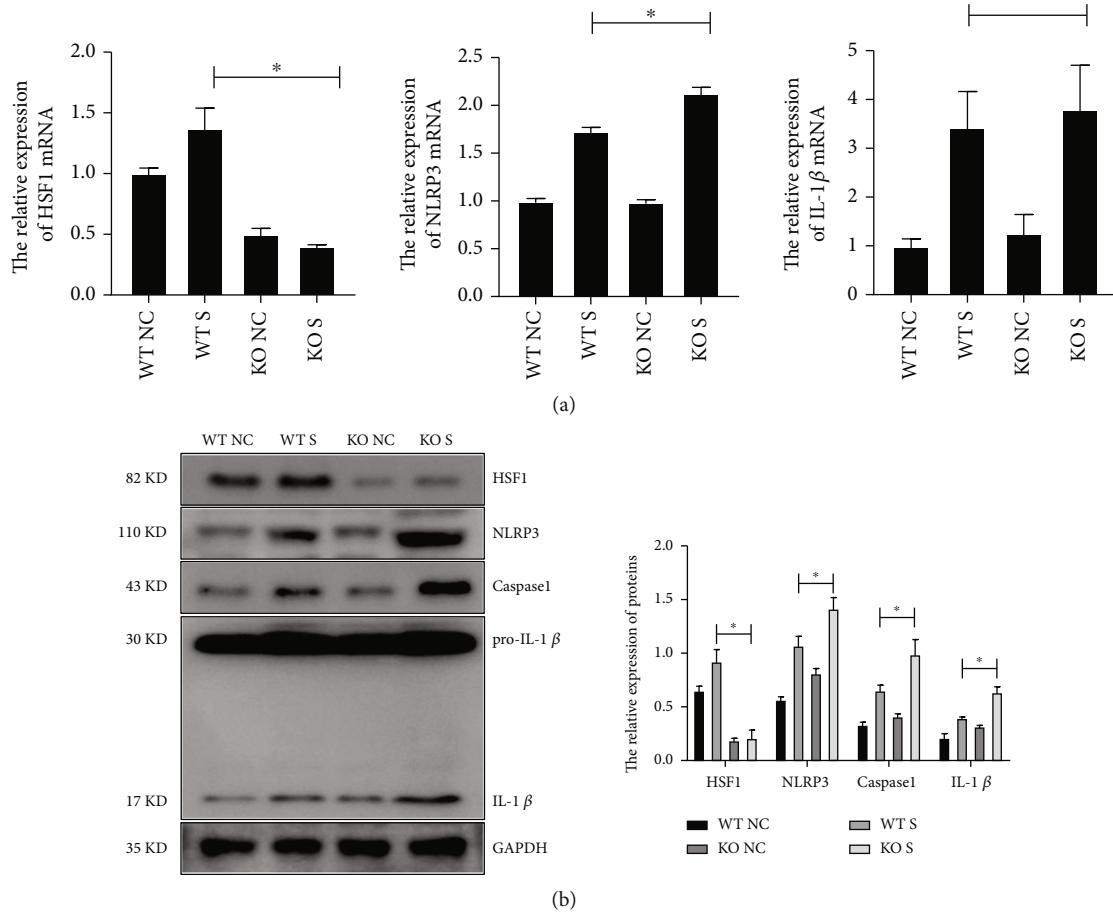 The relative expression
of HSF1 mRNA
2.0
1.5
1.0
0.5
0.0
*
WT NC
WT S
KO NC
KO S
The relative expression
of NLRP3 mRNA
2.5
2.0
1.5
1.0
0.5
0.0
*
WT NC
WT S
KO NC
KO S
The relative expression
of IL-1β mRNA
5
4
3
2
1
0
WT NC
WT S
KO NC
KO S
(a)
WT NC WT S KO NC KO S
82 KD HSF1
110 KD NLRP3
43 KD Caspase1
30 KD pro-IL-1 β
17 KD IL-1 β
35 KD GAPDH
The relative expression of proteins
2.0
1.5
1.0
0.5
0.0
* * * *
HSF1 NLRP3 Caspase1 IL-1 β
WT NC WT S
KO NC KO S
(b)